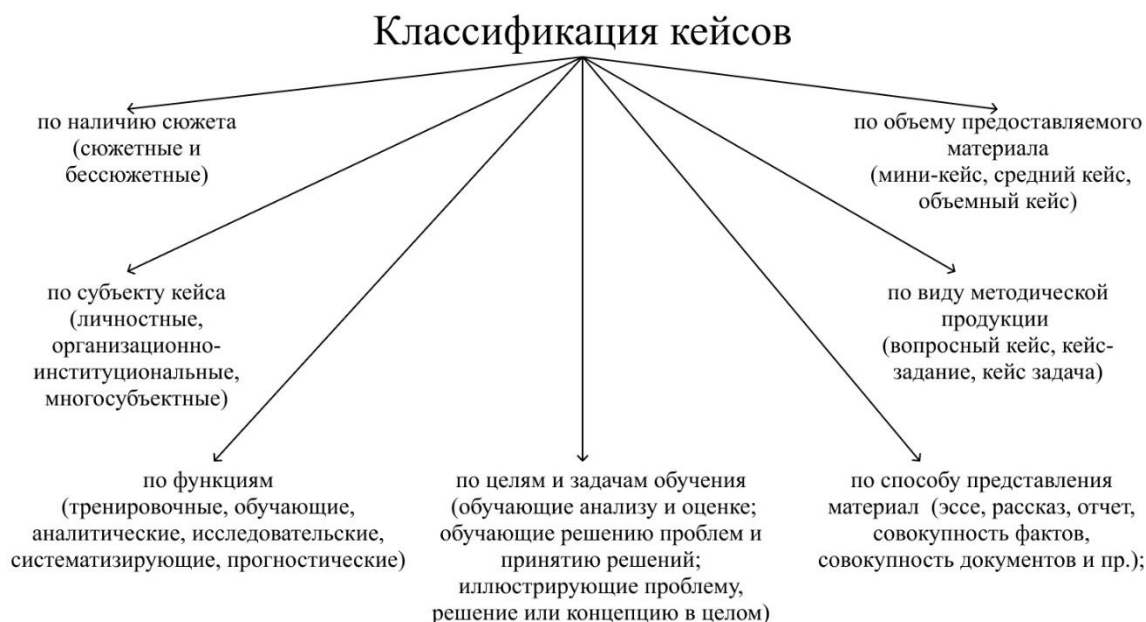 Классификация кейсов
по наличию сюжета
(сюжетные и
бессюжетные)
по объему предоставляемого
материала
(мини-кейс, средний кейс,
объемный кейс)
по субъекту кейса
(личностные,
организационно-
институциональные,
многосубъектные)
по виду методической
продукции
(вопросный кейс, кейс-
задание, кейс задача)
по функциям
(тренировочные, обучающие,
аналитические, исследовательские,
систематизирующие, прогностические)
по целям и задачам обучения
(обучающие анализу и оценке;
обучающие решению проблем и
принятию решений;
иллюстрирующие проблему,
решение или концепцию в целом)
по способу представления
материал (эссе, рассказ, отчет,
совокупность фактов,
совокупность документов и пр.);